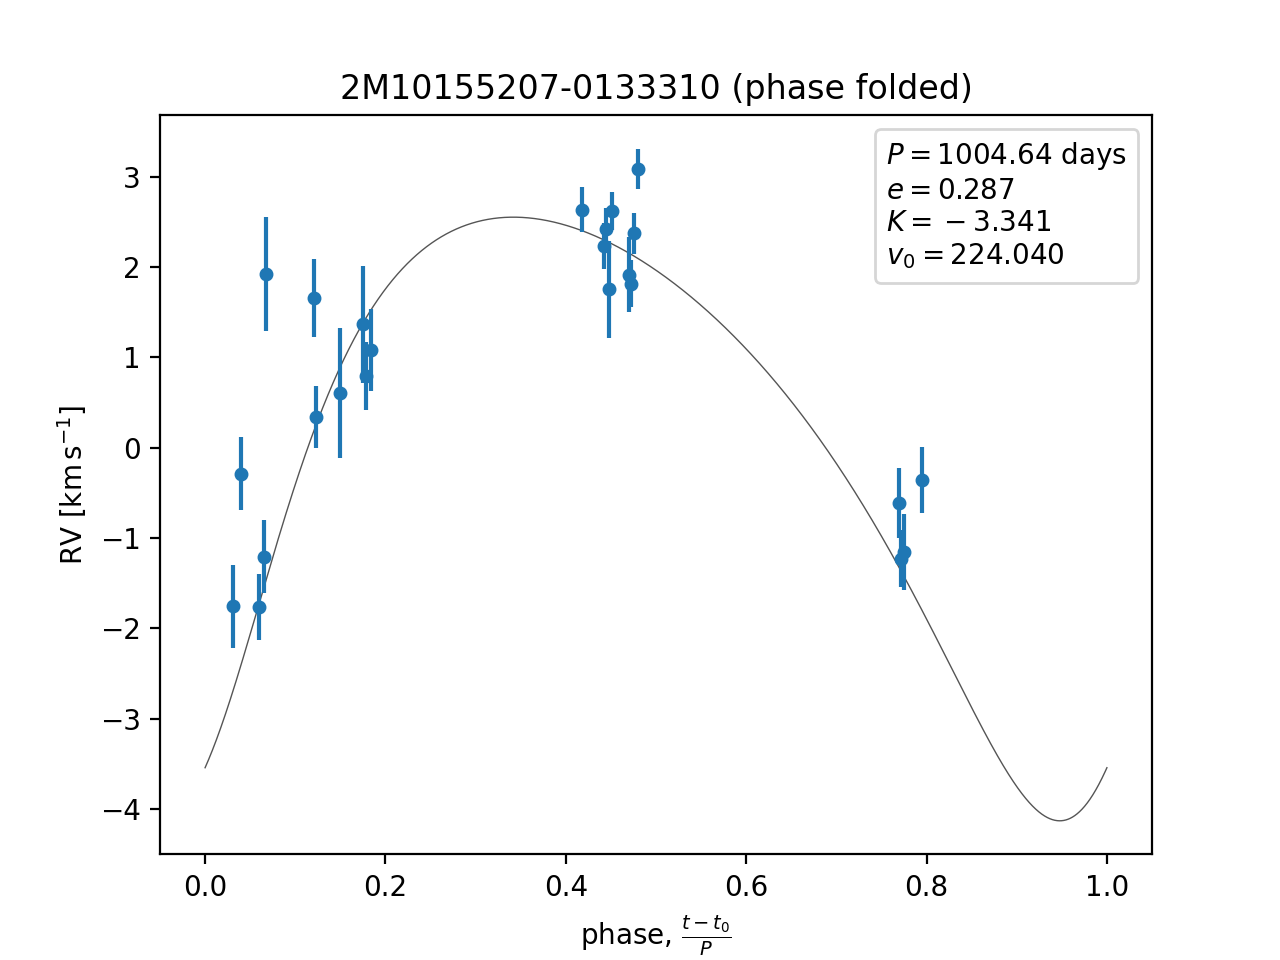 2M10155207-0133310 (phase folded)
P = 1004.64 days
e = 0.287
K = −3.341
v₀ = 224.040
RV [km s⁻¹]
3
2
1
0
−1
−2
−3
−4
0.0 0.2 0.4 0.6 0.8 1.0
phase, (t − t₀)/P